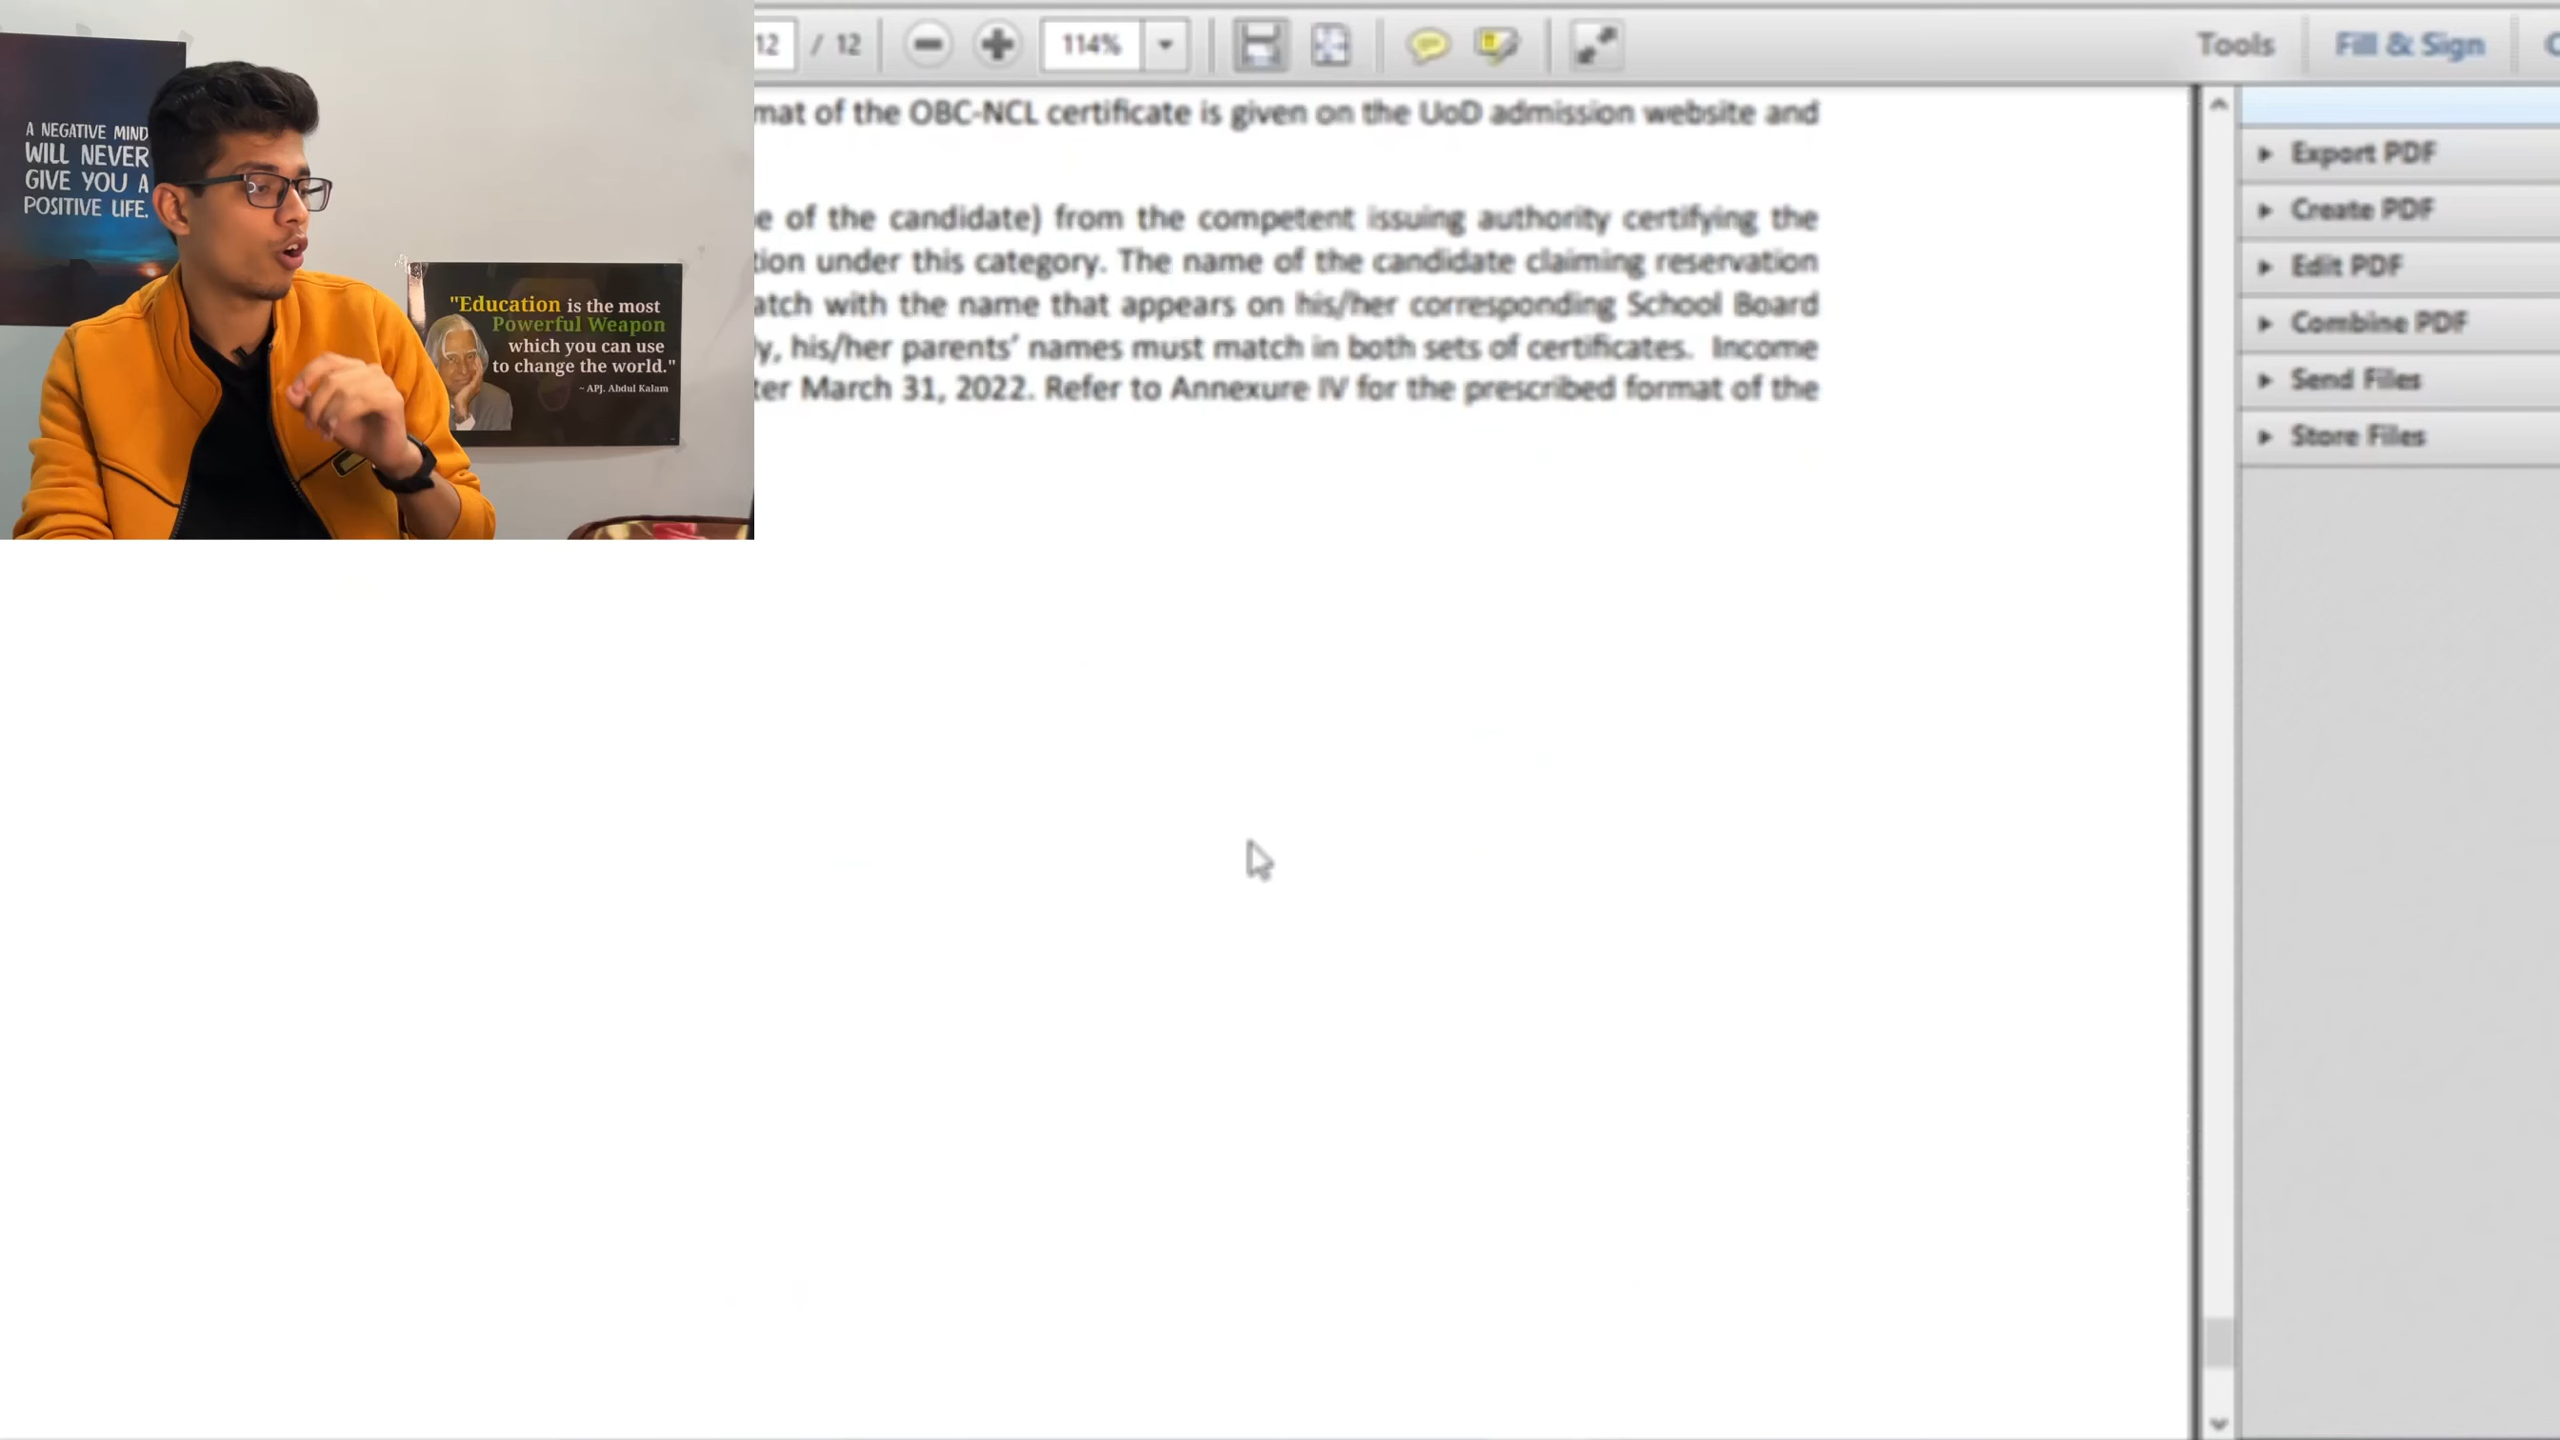 A NEGATIVE MIND
WILL NEVER
GIVE YOU A
POSITIVE LIFE.
"Education is the most
Powerful Weapon
which you can use
to change the world."
~ APJ. Abdul Kalam
12 / 12
114%
Tools
Fill & Sign
mat of the OBC-NCL certificate is given on the UoD admission website and
e of the candidate) from the competent issuing authority certifying the
tion under this category. The name of the candidate claiming reservation
atch with the name that appears on his/her corresponding School Board
y, his/her parents' names must match in both sets of certificates. Income
ter March 31, 2022. Refer to Annexure IV for the prescribed format of the
Export PDF
Create PDF
Edit PDF
Combine PDF
Send Files
Store Files